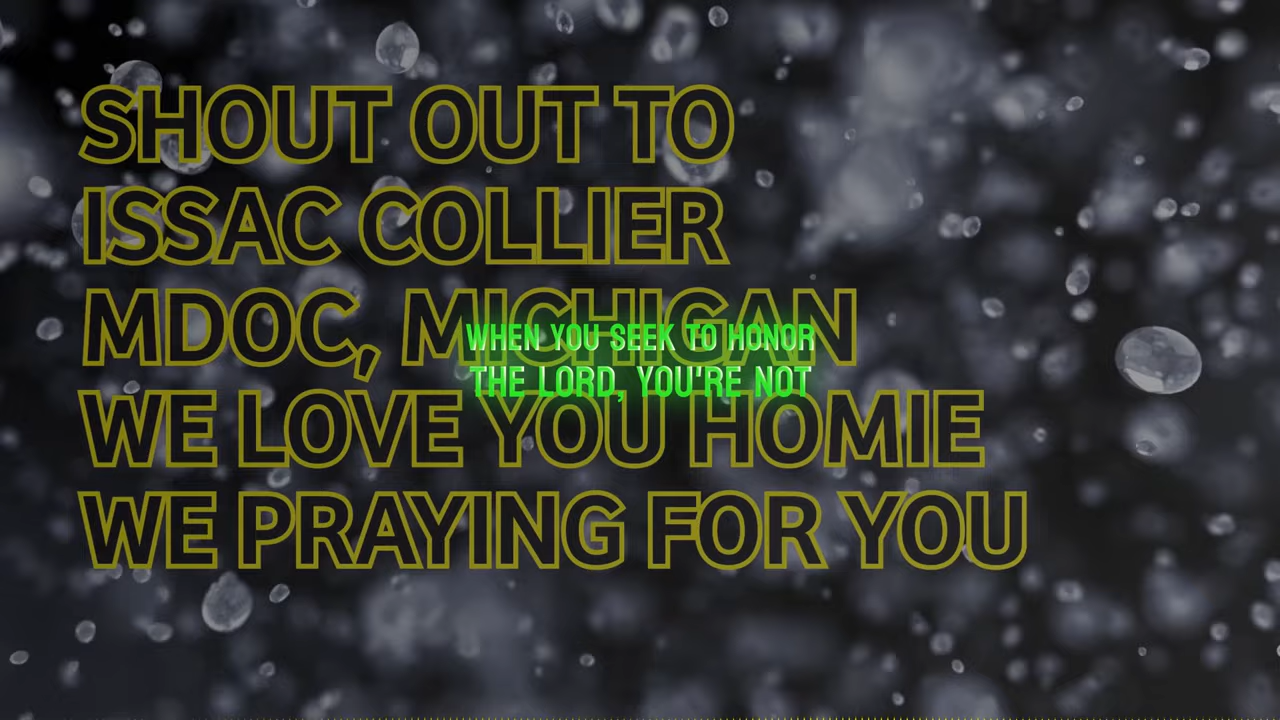 SHOUT OUT TO
ISSAC COLLIER
MDOC, MICHIGAN
WE LOVE YOU HOMIE
WE PRAYING FOR YOU
WHEN YOU SEEK TO HONOR
THE LORD, YOU'RE NOT